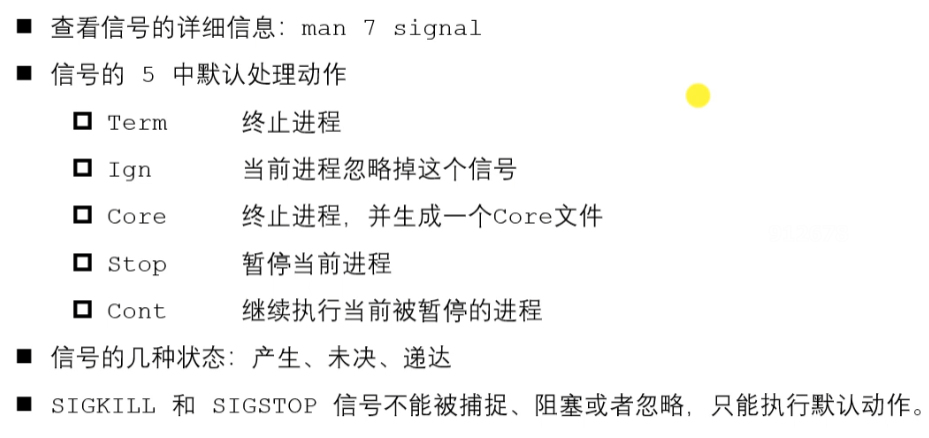 查看信号的详细信息：man 7 signal
信号的 5 中默认处理动作
Term 终止进程
Ign 当前进程忽略掉这个信号
Core 终止进程，并生成一个Core文件
Stop 暂停当前进程
Cont 继续执行当前被暂停的进程
信号的几种状态：产生、未决、递达
SIGKILL 和 SIGSTOP 信号不能被捕捉、阻塞或者忽略，只能执行默认动作。